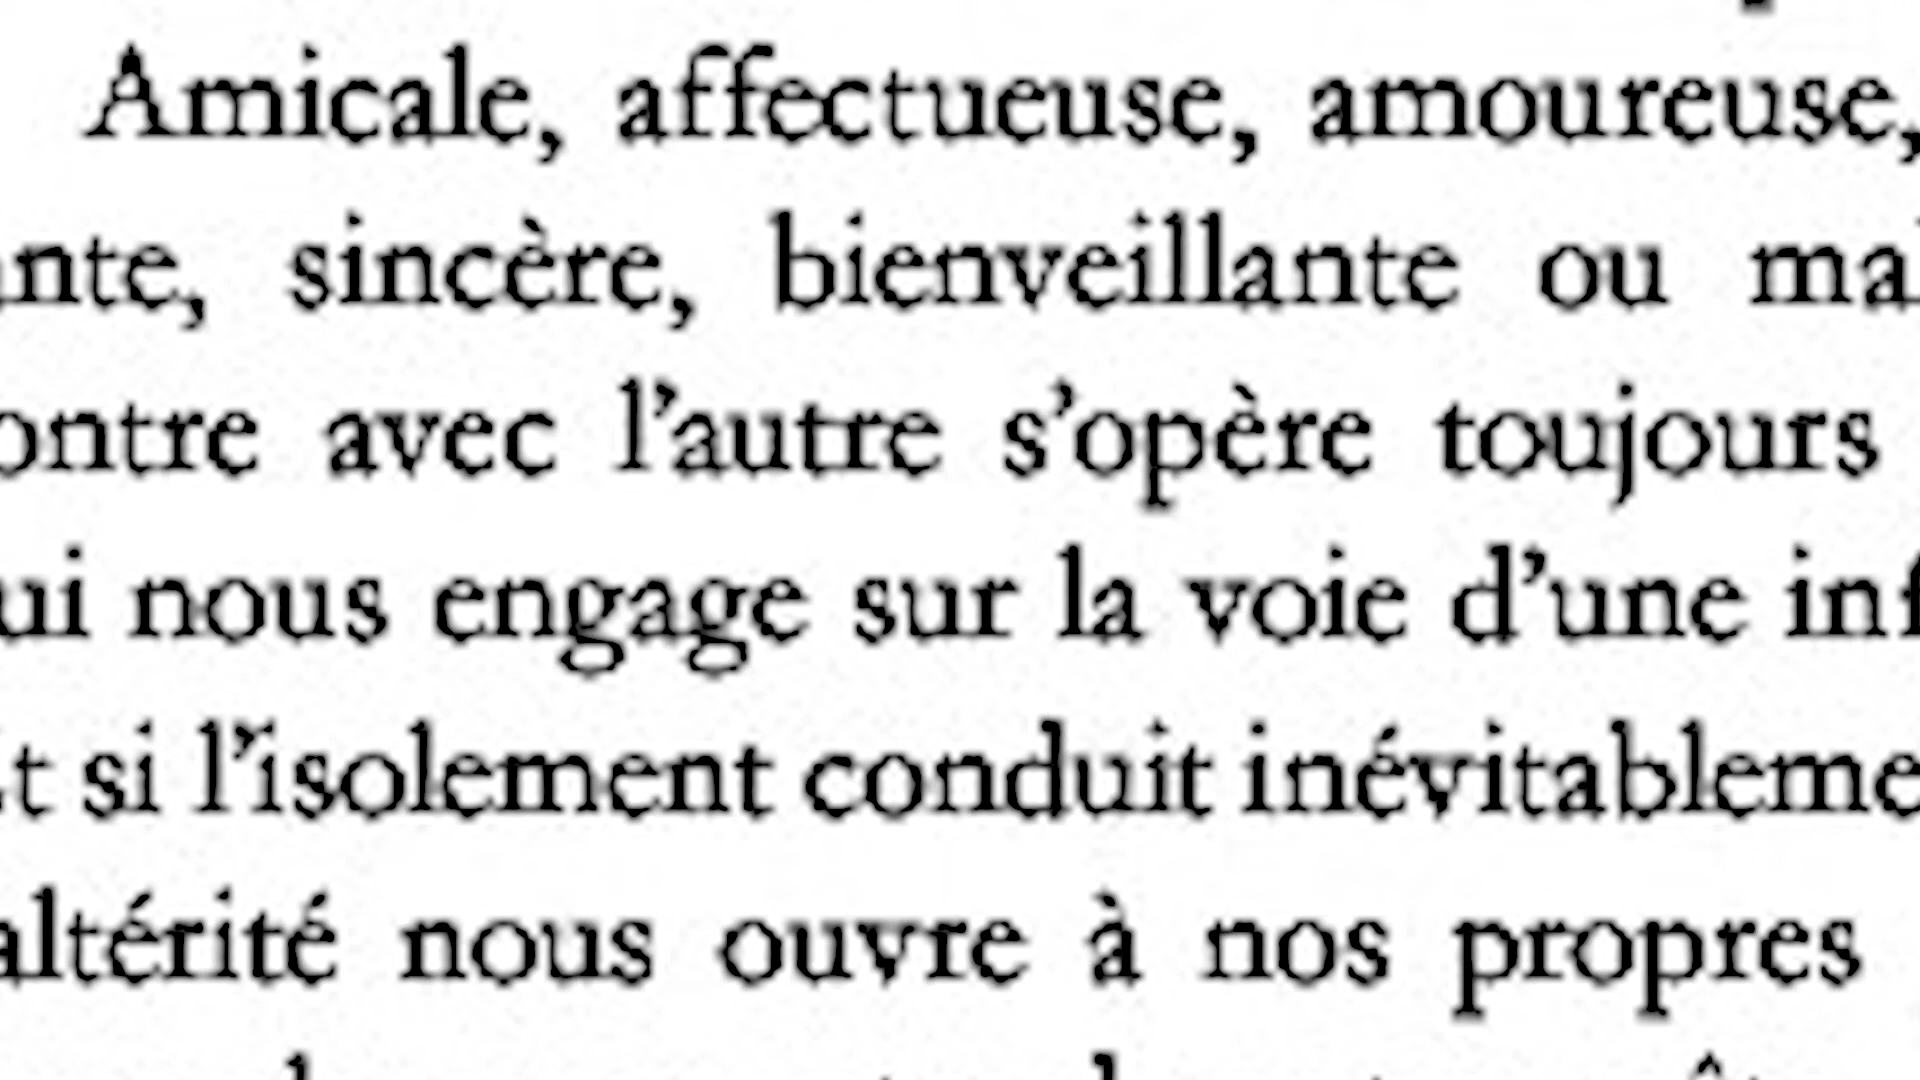 Amicale, affectueuse, amoureuse,
sincère, bienveillante ou
avec l’autre s’opère toujours
nous engage sur la voie d’une
si l’isolement conduit
altérité nous ouvre à nos propres